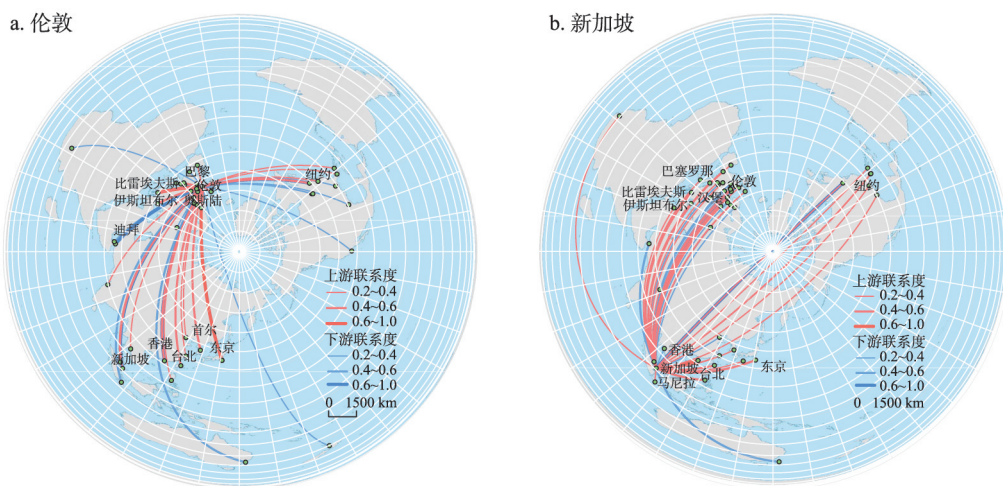 a. 伦敦
巴黎
比雷埃夫斯
伦敦
伊斯坦布尔
奥斯陆
迪拜
纽约
首尔
香港
东京
新加坡
台北
上游联系度
0.2~0.4
0.4~0.6
0.6~1.0
下游联系度
0.2~0.4
0.4~0.6
0.6~1.0
0 1500 km
b. 新加坡
巴塞罗那
伦敦
比雷埃夫斯
汉堡
伊斯坦布尔
纽约
香港
新加坡
台北
东京
马尼拉
上游联系度
0.2~0.4
0.4~0.6
0.6~1.0
下游联系度
0.2~0.4
0.4~0.6
0.6~1.0
0 1500 km